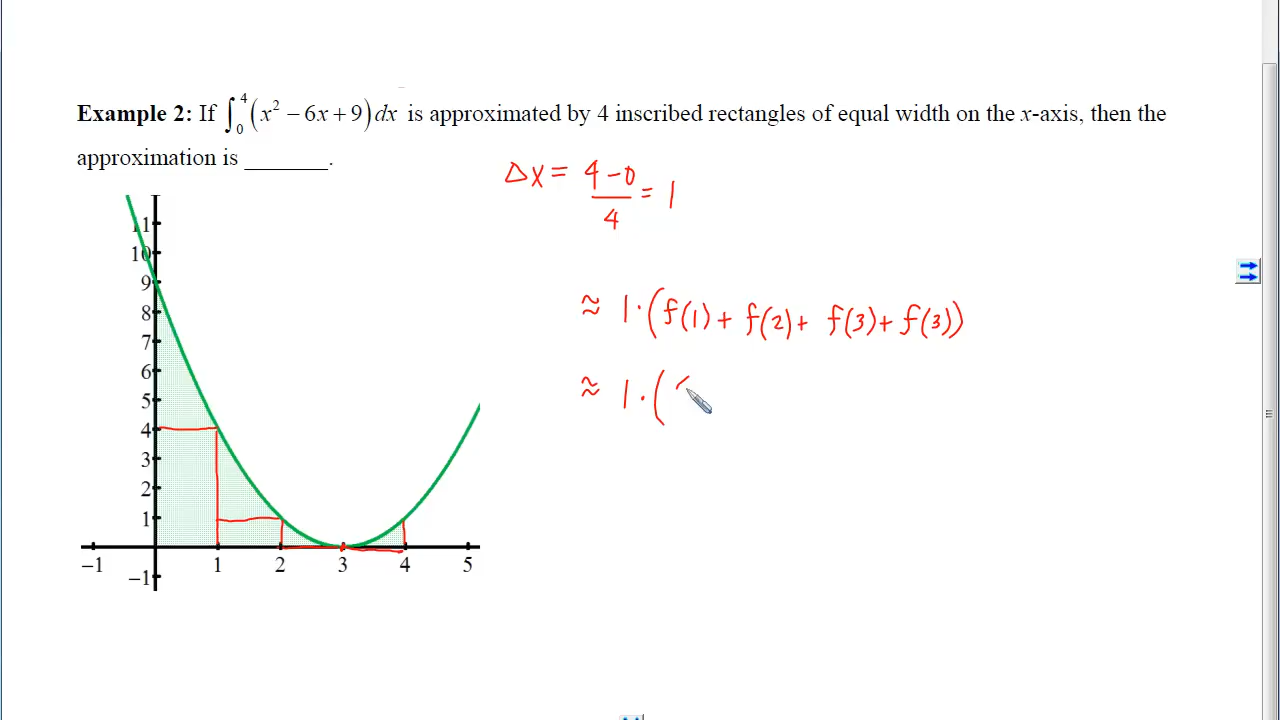 Example 2: If ∫₀⁴ (x² − 6x + 9) dx is approximated by 4 inscribed rectangles of equal width on the x-axis, then the
approximation is _______.
Δx = (4 − 0)/4 = 1
≈ 1·(f(1) + f(2) + f(3) + f(3))
≈ 1·(
11
10
9
8
7
6
5
4
3
2
1
−1 1 2 3 4 5
−1